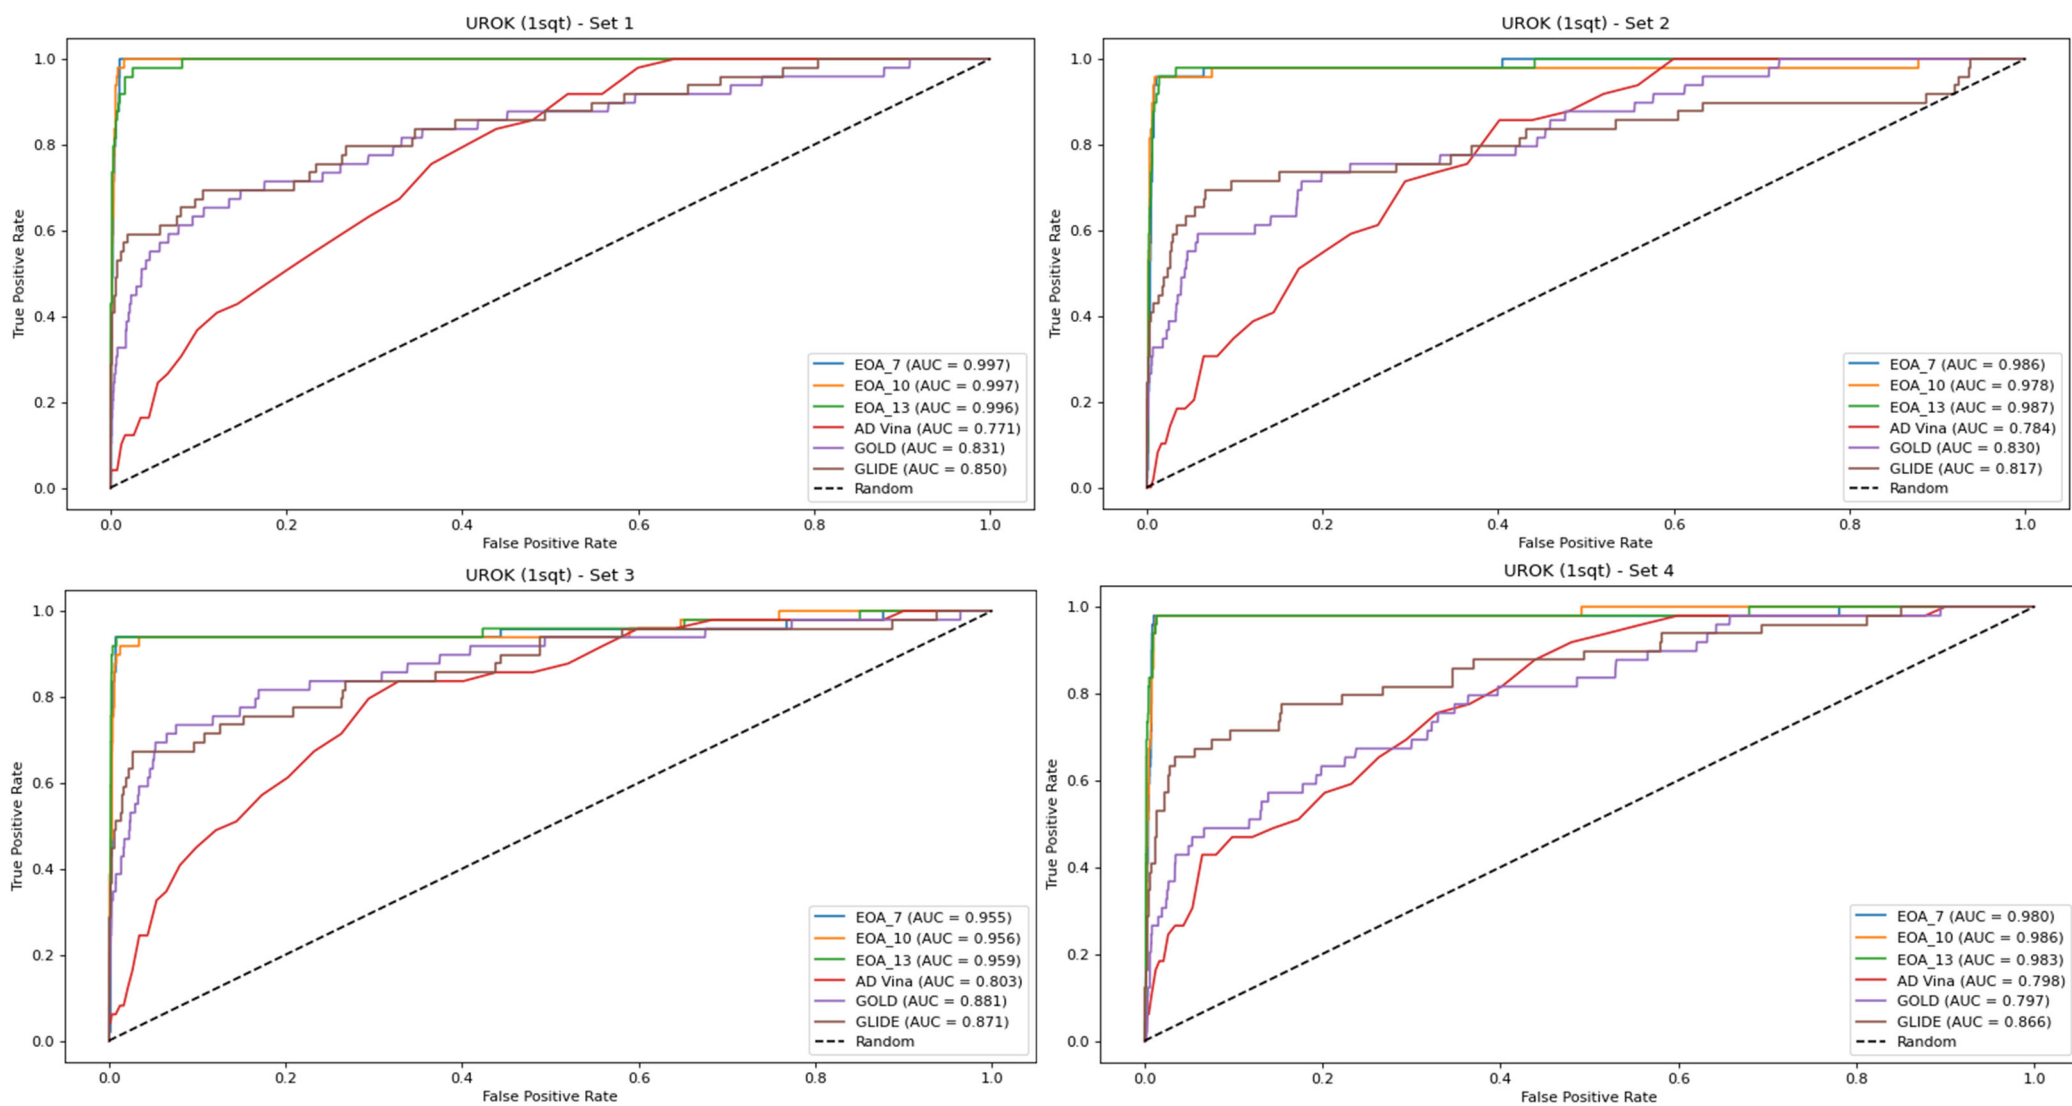 UROK (1sqt) - Set 1
True Positive Rate
1.0
0.8
0.6
0.4
0.2
0.0
EOA_7 (AUC = 0.997)
EOA_10 (AUC = 0.997)
EOA_13 (AUC = 0.996)
AD Vina (AUC = 0.771)
GOLD (AUC = 0.831)
GLIDE (AUC = 0.850)
Random
0.0 0.2 0.4 0.6 0.8 1.0
False Positive Rate
UROK (1sqt) - Set 2
True Positive Rate
1.0
0.8
0.6
0.4
0.2
0.0
EOA_7 (AUC = 0.986)
EOA_10 (AUC = 0.978)
EOA_13 (AUC = 0.987)
AD Vina (AUC = 0.784)
GOLD (AUC = 0.830)
GLIDE (AUC = 0.817)
Random
0.0 0.2 0.4 0.6 0.8 1.0
False Positive Rate
UROK (1sqt) - Set 3
True Positive Rate
1.0
0.8
0.6
0.4
0.2
0.0
EOA_7 (AUC = 0.955)
EOA_10 (AUC = 0.956)
EOA_13 (AUC = 0.959)
AD Vina (AUC = 0.803)
GOLD (AUC = 0.881)
GLIDE (AUC = 0.871)
Random
0.0 0.2 0.4 0.6 0.8 1.0
False Positive Rate
UROK (1sqt) - Set 4
True Positive Rate
1.0
0.8
0.6
0.4
0.2
0.0
EOA_7 (AUC = 0.980)
EOA_10 (AUC = 0.986)
EOA_13 (AUC = 0.983)
AD Vina (AUC = 0.798)
GOLD (AUC = 0.797)
GLIDE (AUC = 0.866)
Random
0.0 0.2 0.4 0.6 0.8 1.0
False Positive Rate